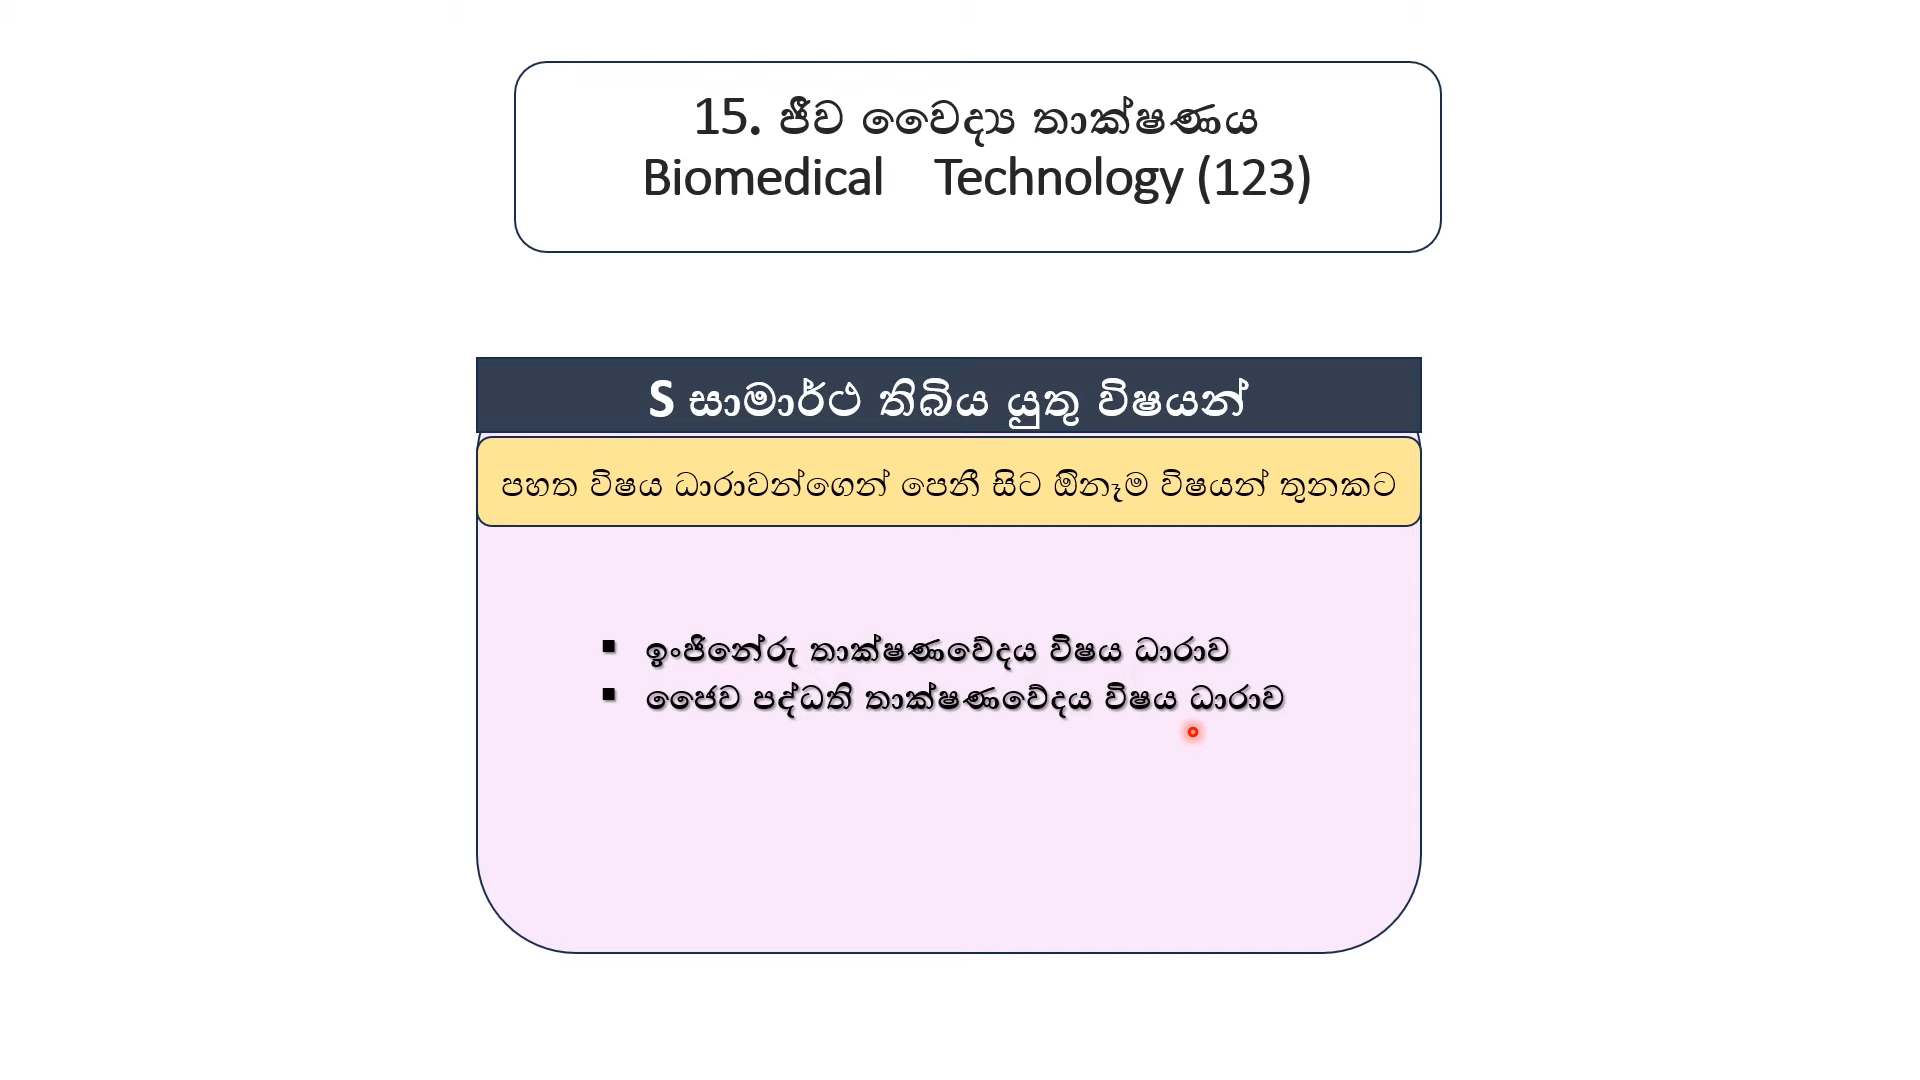 15. ජීව වෛද්‍ය තාක්ෂණය
Biomedical Technology (123)
S සාමාර්ථ තිබිය යුතු විෂයන්
පහත විෂය ධාරාවන්ගෙන් පෙනී සිට ඕනෑම විෂයන් තුනකට
▪ ඉංජිනේරු තාක්ෂණවේදය විෂය ධාරාව
▪ ජෛව පද්ධති තාක්ෂණවේදය විෂය ධාරාව